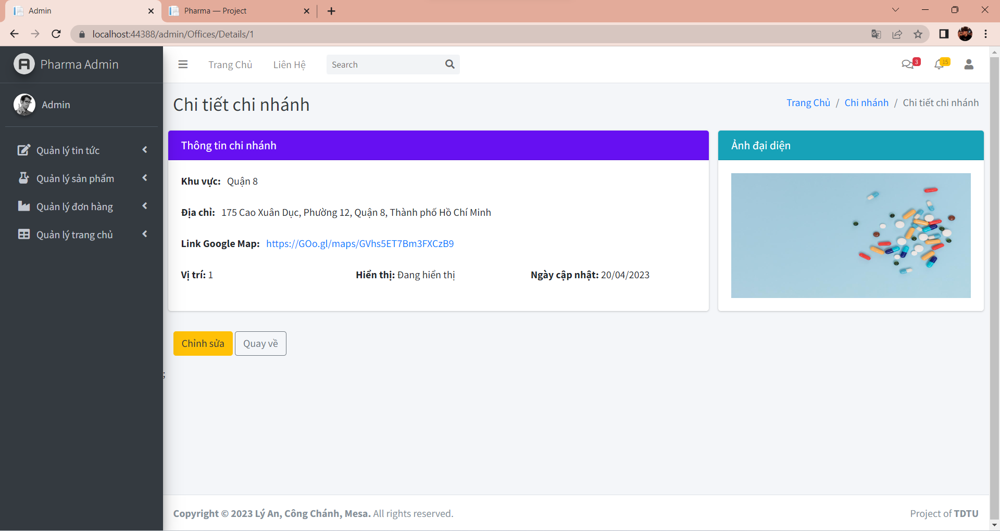 Admin
Pharma — Project
localhost:44388/admin/Offices/Details/1
Pharma Admin
Trang Chủ
Liên Hệ
Search
3
15
Admin
Chi tiết chi nhánh
Trang Chủ / Chi nhánh / Chi tiết chi nhánh
Quản lý tin tức
Quản lý sản phẩm
Quản lý đơn hàng
Quản lý trang chủ
Thông tin chi nhánh
Khu vực: Quận 8
Địa chỉ: 175 Cao Xuân Dục, Phường 12, Quận 8, Thành phố Hồ Chí Minh
Link Google Map: https://GOo.gl/maps/GVhs5ET7Bm3FXCzB9
Vị trí: 1
Hiển thị: Đang hiển thị
Ngày cập nhật: 20/04/2023
Ảnh đại diện
Chỉnh sửa
Quay về
;
Copyright © 2023 Lý An, Công Chánh, Mesa. All rights reserved.
Project of TDTU